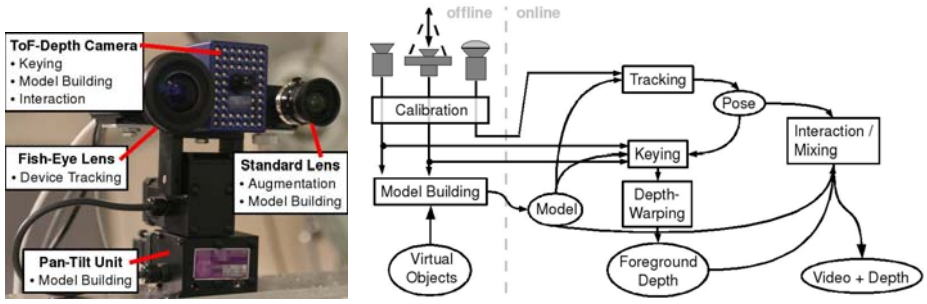 ToF-Depth Camera
• Keying
• Model Building
• Interaction
Fish-Eye Lens
• Device Tracking
Standard Lens
• Augmentation
• Model Building
Pan-Tilt Unit
• Model Building
offline
online
Calibration
Tracking
Pose
Interaction /
Mixing
Keying
Model Building
Model
Depth-
Warping
Virtual
Objects
Foreground
Depth
Video + Depth